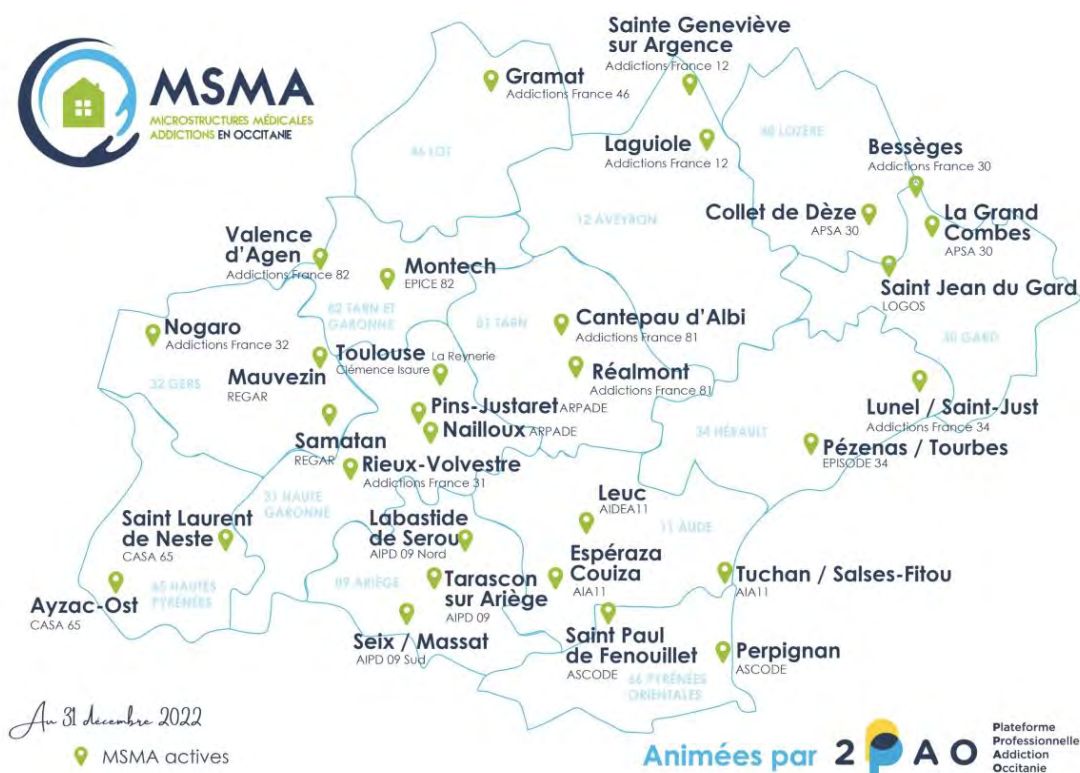 MSMA
MICROSTRUCTURES MÉDICALES
ADDICTIONS EN OCCITANIE
Sainte Geneviève
sur Argence
Addictions France 12
Gramat
Addictions France 46
46 LOT
Laguiole
Addictions France 12
48 LOZÈRE
Bessèges
Addictions France 30
12 AVEYRON
Collet de Dèze
APSA 30
La Grand
Combes
APSA 30
Valence
d'Agen
Addictions France 82
Montech
EPICE 82
Saint Jean du Gard
LOGOS
82 TARN ET
GARONNE
81 TARN
Cantepau d'Albi
Addictions France 81
30 GARD
Nogaro
Addictions France 32
Toulouse La Reynerie
Clémence Isaure
32 GERS
Mauvezin
REGAR
Réalmont
Addictions France 81
Pins-Justaret ARPADE
Nailloux ARPADE
Lunel / Saint-Just
Addictions France 34
34 HÉRAULT
Samatan
REGAR
Pézenas / Tourbes
EPISODE 34
Rieux-Volvestre
Addictions France 31
31 HAUTE
GARONNE
Leuc
AIDEA11
11 AUDE
Saint Laurent
de Neste
CASA 65
Labastide
de Serou
AIPD 09 Nord
Espéraza
Couiza
AIA11
Tuchan / Salses-Fitou
AIA11
09 ARIÈGE
Tarascon
sur Ariège
AIPD 09
65 HAUTES
PYRÉNÉES
Ayzac-Ost
CASA 65
Seix / Massat
AIPD 09 Sud
Saint Paul
de Fenouillet
ASCODE
Perpignan
ASCODE
66 PYRÉNÉES
ORIENTALES
Au 31 décembre 2022
MSMA actives
Animées par 2PAO
Plateforme
Professionnelle
Addiction
Occitanie